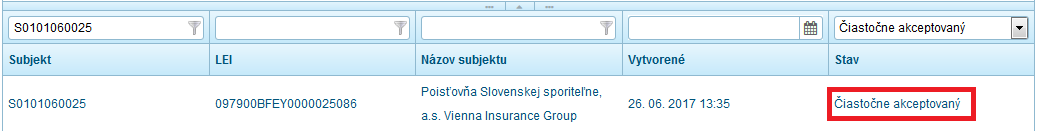 S0101060025 Čiastočne akceptovaný
Subjekt LEI Názov subjektu Vytvorené Stav
S0101060025 097900BFEY0000025086 Poisťovňa Slovenskej sporiteľne, a.s. Vienna Insurance Group 26. 06. 2017 13:35 Čiastočne akceptovaný